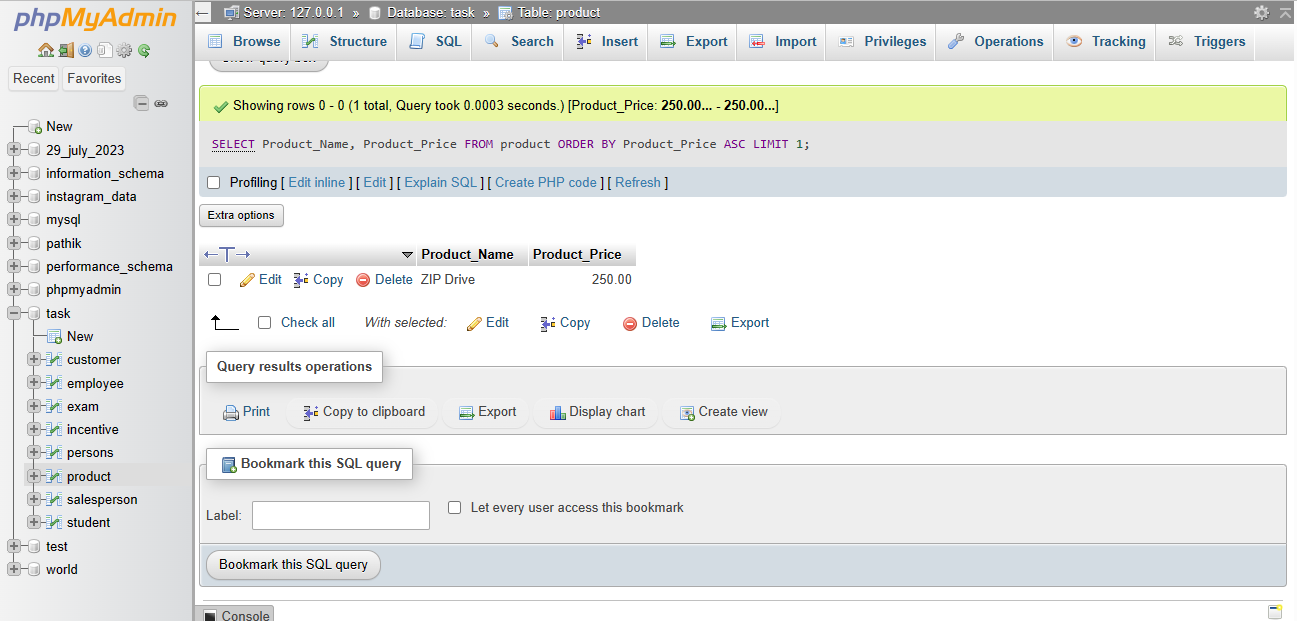 phpMyAdmin
Recent Favorites
New
29_july_2023
information_schema
instagram_data
mysql
pathik
performance_schema
phpmyadmin
task
New
customer
employee
exam
incentive
persons
product
salesperson
student
test
world
Server: 127.0.0.1 » Database: task » Table: product
Browse Structure SQL Search Insert Export Import Privileges Operations Tracking Triggers
Show query box
Showing rows 0 - 0 (1 total, Query took 0.0003 seconds.) [Product_Price: 250.00... - 250.00...]
SELECT Product_Name, Product_Price FROM product ORDER BY Product_Price ASC LIMIT 1;
Profiling [ Edit inline ] [ Edit ] [ Explain SQL ] [ Create PHP code ] [ Refresh ]
Extra options
←T→ Product_Name Product_Price
Edit Copy Delete ZIP Drive 250.00
Check all With selected: Edit Copy Delete Export
Query results operations
Print Copy to clipboard Export Display chart Create view
Bookmark this SQL query
Label: Let every user access this bookmark
Bookmark this SQL query
Console